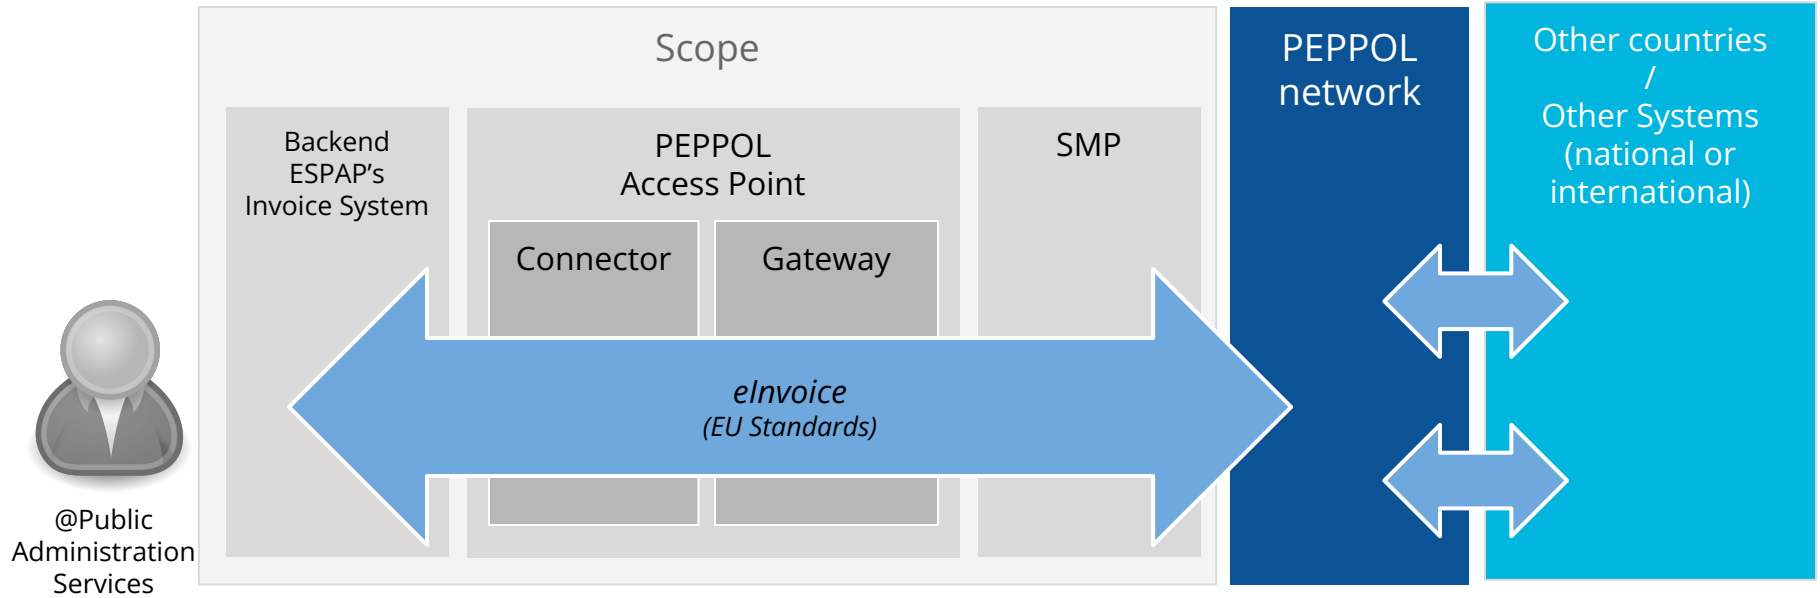 Scope
Backend
ESPAP's
Invoice System
PEPPOL
Access Point
Connector
Gateway
SMP
eInvoice
(EU Standards)
PEPPOL
network
Other countries
/
Other Systems
(national or
international)
@Public
Administration
Services